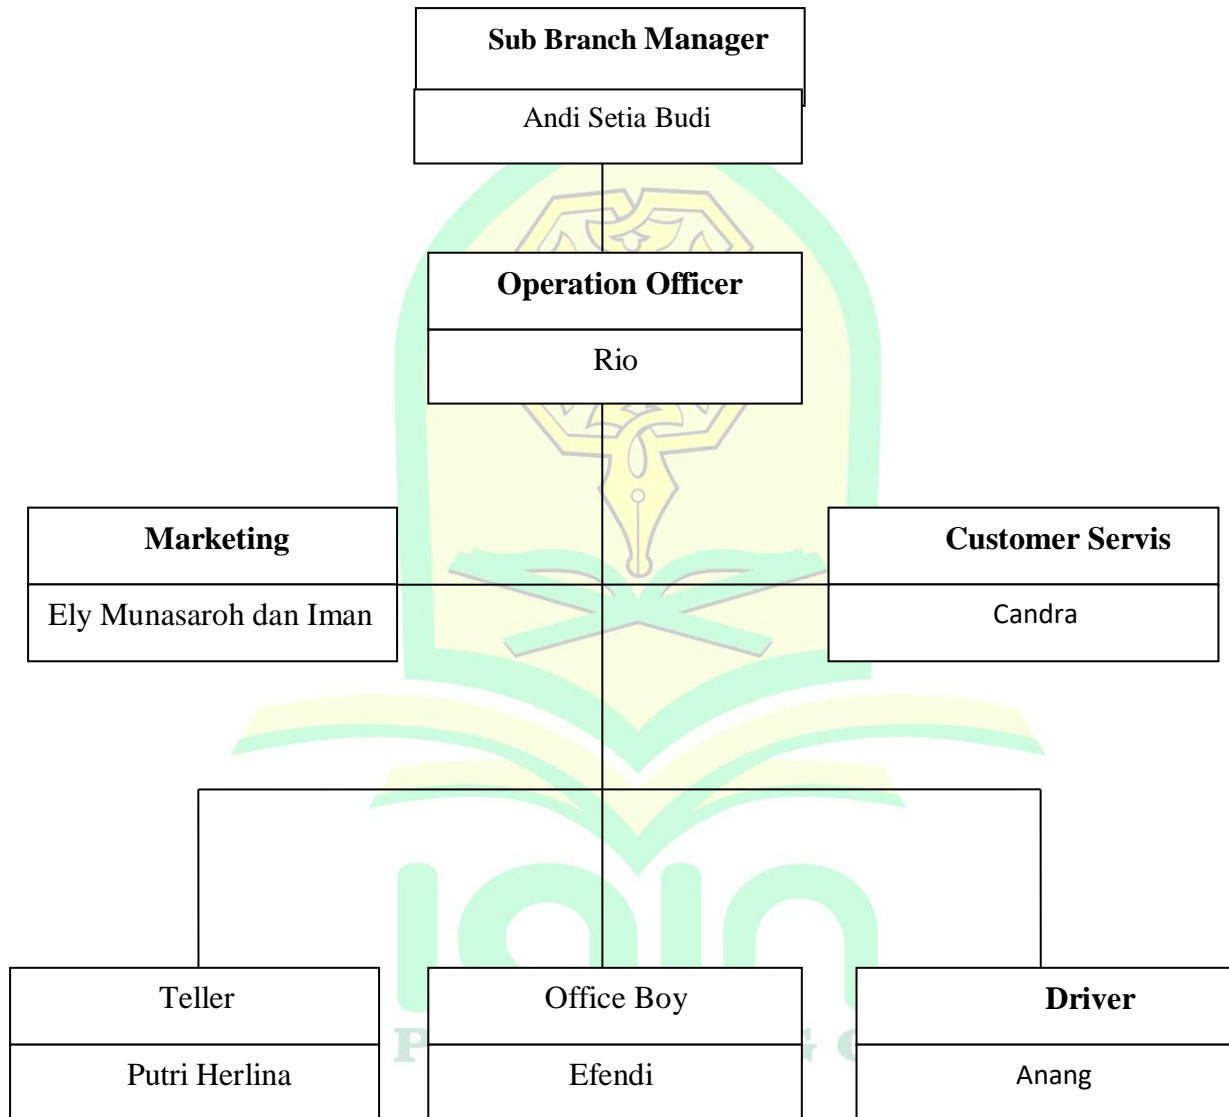 Sub Branch Manager
Andi Setia Budi
Operation Officer
Rio
Marketing
Customer Servis
Ely Munasaroh dan Iman
Candra
iain
Teller
Office Boy
Driver
P
G O
Putri Herlina
Efendi
Anang